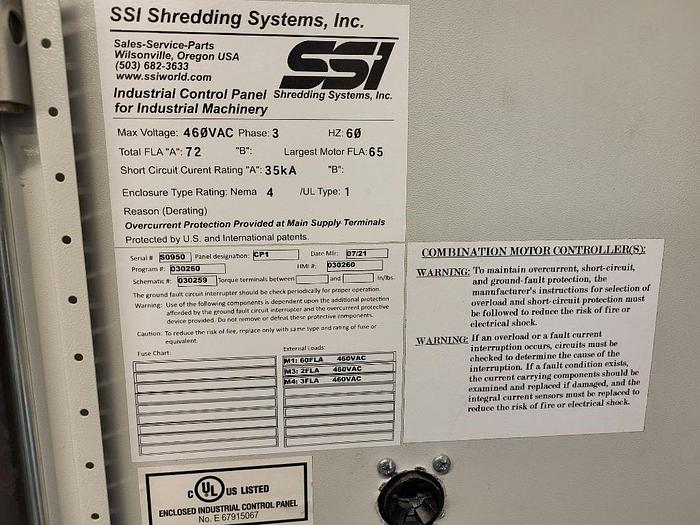 SSI Shredding Systems, Inc.
Sales-Service-Parts
Wilsonville, Oregon USA
(503) 682-3633
www.ssiworld.com
SSI
Shredding Systems, Inc.
Industrial Control Panel
for Industrial Machinery
Max Voltage: 460VAC Phase: 3 HZ: 60
Total FLA "A": 72 "B": Largest Motor FLA: 65
Short Circuit Curent Rating "A": 35kA "B":
Enclosure Type Rating: Nema 4 /UL Type: 1
Reason (Derating)
Overcurrent Protection Provided at Main Supply Terminals
Protected by U.S. and International patents.
Serial # S0950 Panel designation: CP1 Date Mfr: 07/21
Program #: 030260 HMI #: 030260
Schematic #: 030259 Torque terminals between and in/lbs.
The ground fault circuit interrupter should be check periodically for proper operation.
Warning: Use of the following components is dependent upon the additional protection
afforded by the ground fault circuit interrupter and the overcurrent protective
device provided. Do not remove or defeat these protective components.
Caution: To reduce the risk of fire, replace only with same type and rating of fuse or
equivalent.
Fuse Chart:
External Loads:
M1: 60FLA 460VAC
M3: 2FLA 460VAC
M4: 3FLA 460VAC
COMBINATION MOTOR CONTROLLER(S):
WARNING: To maintain overcurrent, short-circuit,
and ground-fault protection, the
manufacturer's instructions for selection of
overload and short-circuit protection must
be followed to reduce the risk of fire or
electrical shock.
WARNING: If an overload or a fault current
interruption occurs, circuits must be
checked to determine the cause of the
interruption. If a fault condition exists,
the current carrying components should be
examined and replaced if damaged, and the
integral current sensors must be replaced to
reduce the risk of fire or electrical shock.
C UL US LISTED
ENCLOSED INDUSTRIAL CONTROL PANEL
No. E 67915067